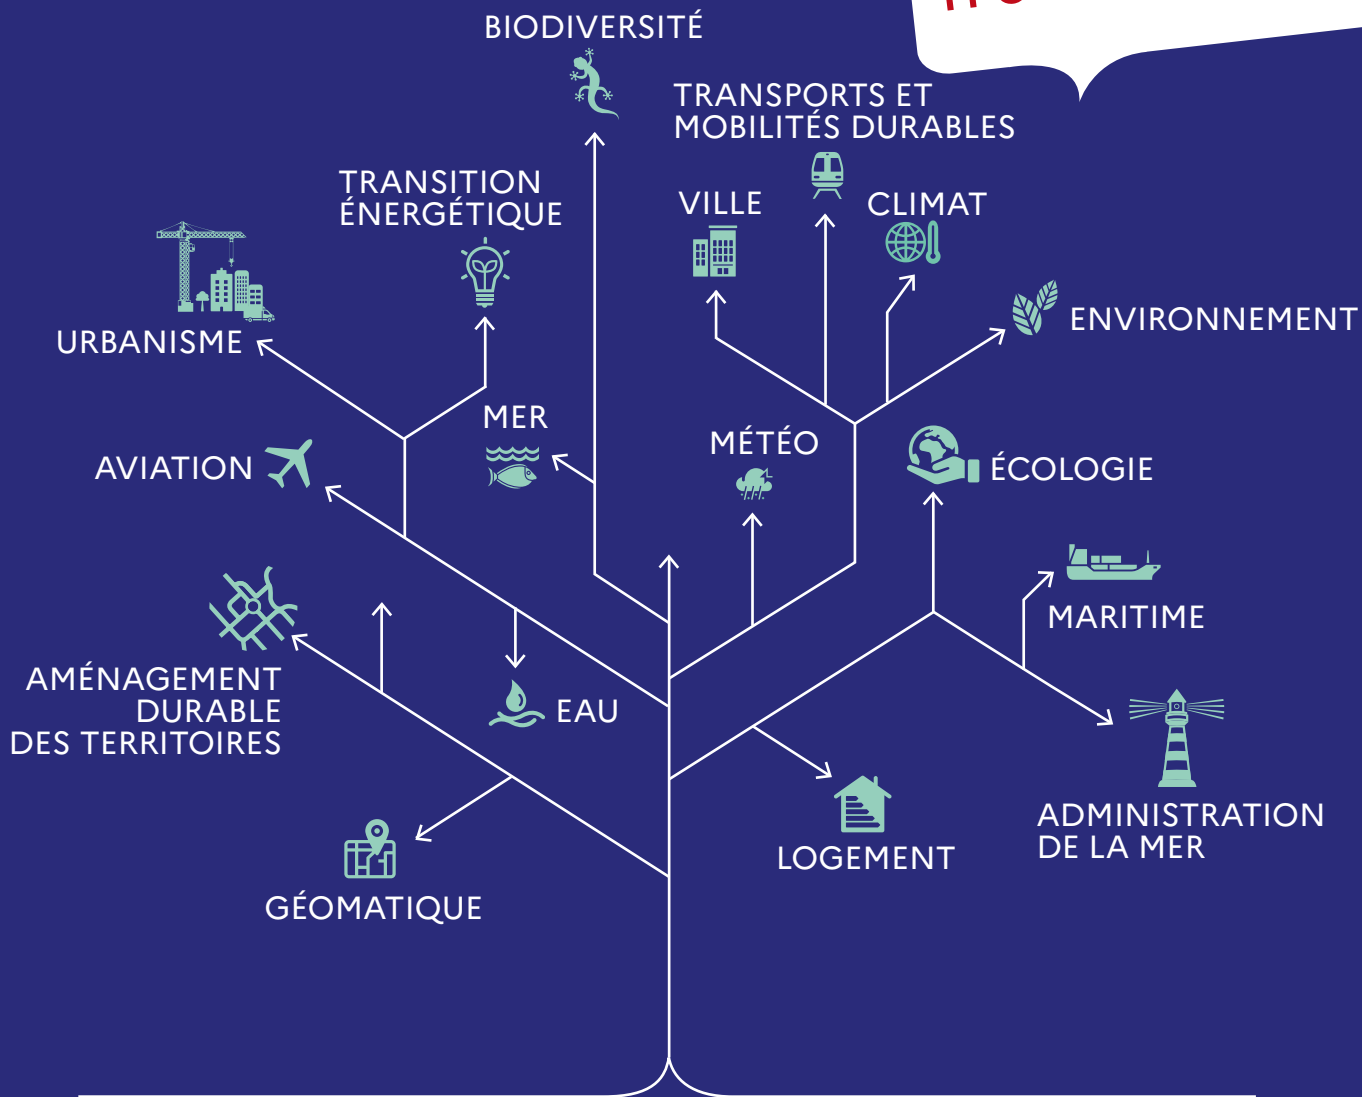 BIODIVERSITÉ
TRANSPORTS ET
MOBILITÉS DURABLES
TRANSITION
ÉNERGÉTIQUE
VILLE
CLIMAT
ENVIRONNEMENT
URBANISME
MER
MÉTÉO
AVIATION
ÉCOLOGIE
MARITIME
AMÉNAGEMENT
DURABLE
DES TERRITOIRES
EAU
ADMINISTRATION
DE LA MER
LOGEMENT
GÉOMATIQUE